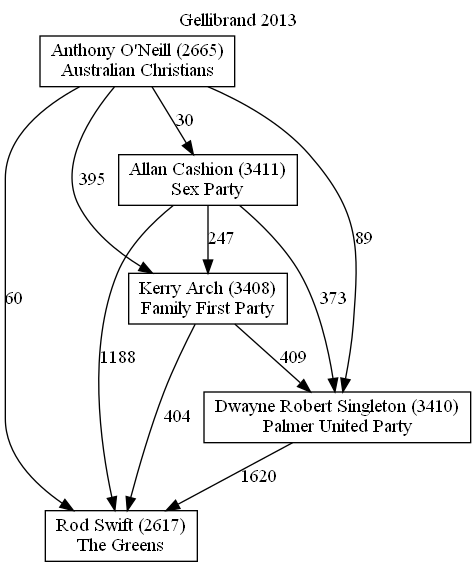 Gellibrand 2013
Anthony O'Neill (2665)
Australian Christians
30
Allan Cashion (3411)
Sex Party
395
247
89
Kerry Arch (3408)
Family First Party
60
373
1188
409
404
Dwayne Robert Singleton (3410)
Palmer United Party
1620
Rod Swift (2617)
The Greens